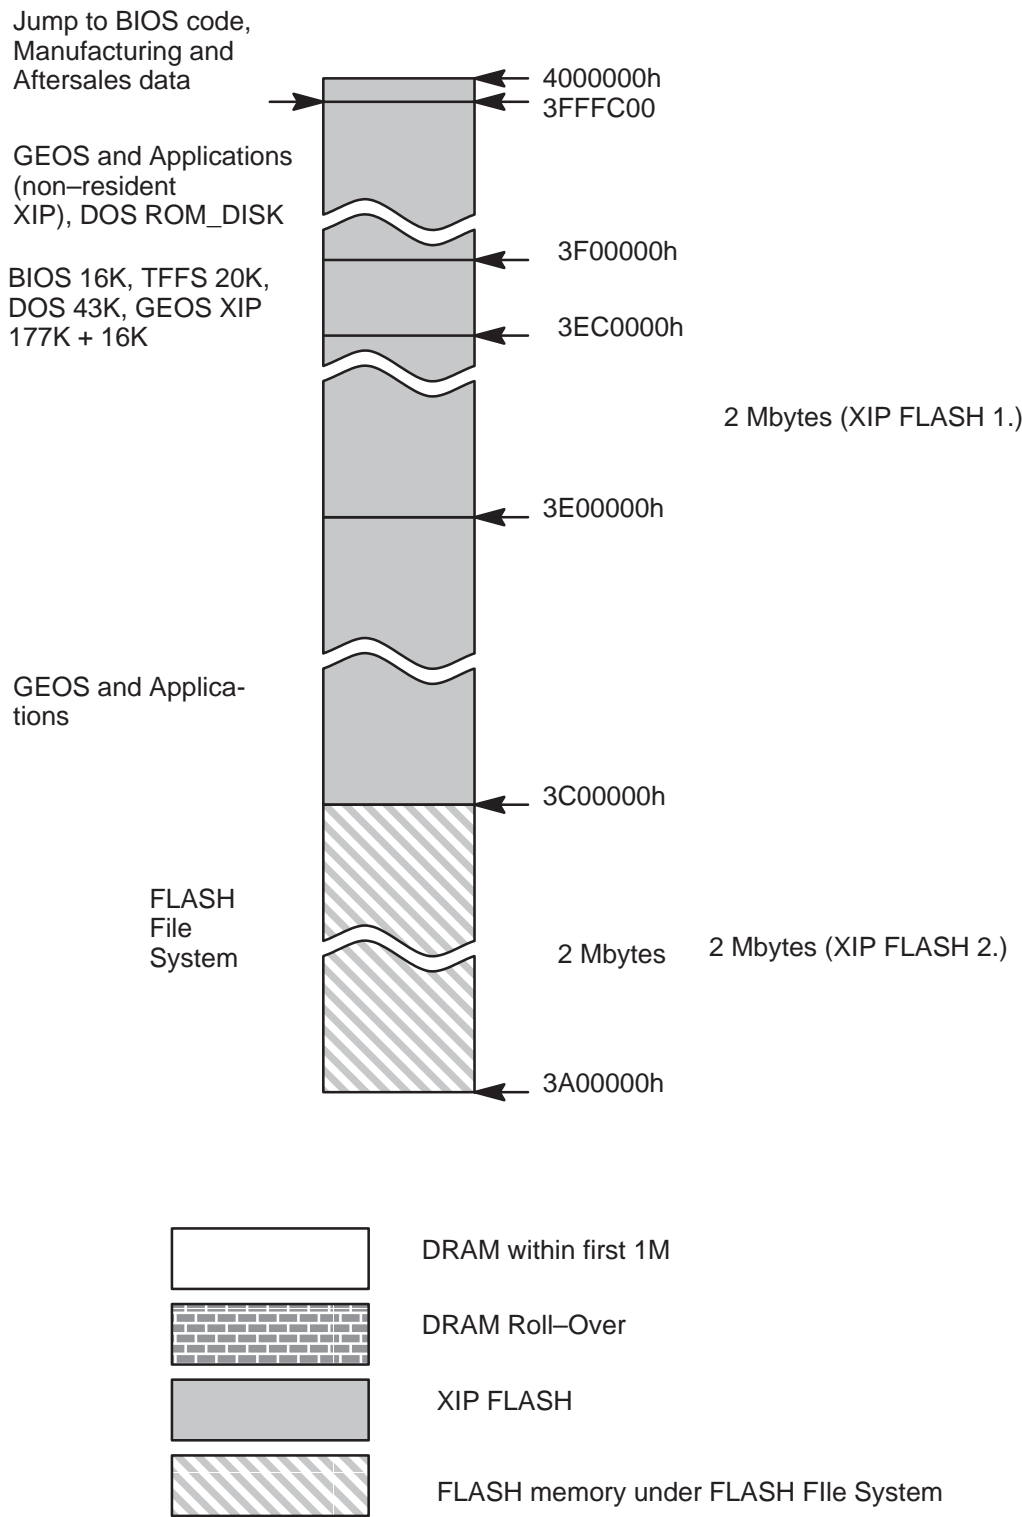 Jump to BIOS code,
Manufacturing and
Aftersales data
4000000h
3FFFC00
GEOS and Applications
(non–resident
XIP), DOS ROM_DISK
3F00000h
BIOS 16K, TFFS 20K,
DOS 43K, GEOS XIP
177K + 16K
3EC0000h
2 Mbytes (XIP FLASH 1.)
3E00000h
GEOS and Applica-
tions
3C00000h
FLASH
File
System
2 Mbytes
2 Mbytes (XIP FLASH 2.)
3A00000h
DRAM within first 1M
DRAM Roll–Over
XIP FLASH
FLASH memory under FLASH FIle System